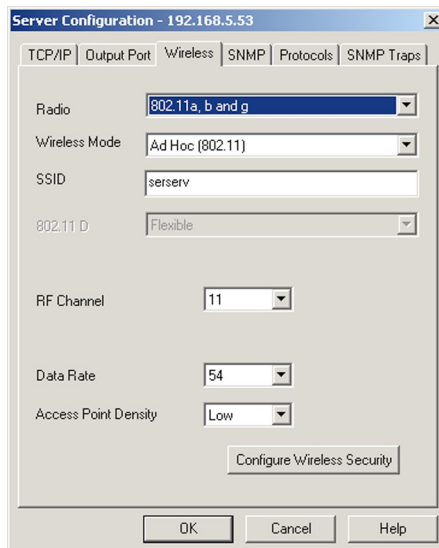 Server Configuration - 192.168.5.53
TCP/IP Output Port Wireless SNMP Protocols SNMP Traps
Radio 802.11a, b and g
Wireless Mode Ad Hoc (802.11)
SSID serserv
802.11 D Flexible
RF Channel 11
Data Rate 54
Access Point Density Low
Configure Wireless Security
OK Cancel Help